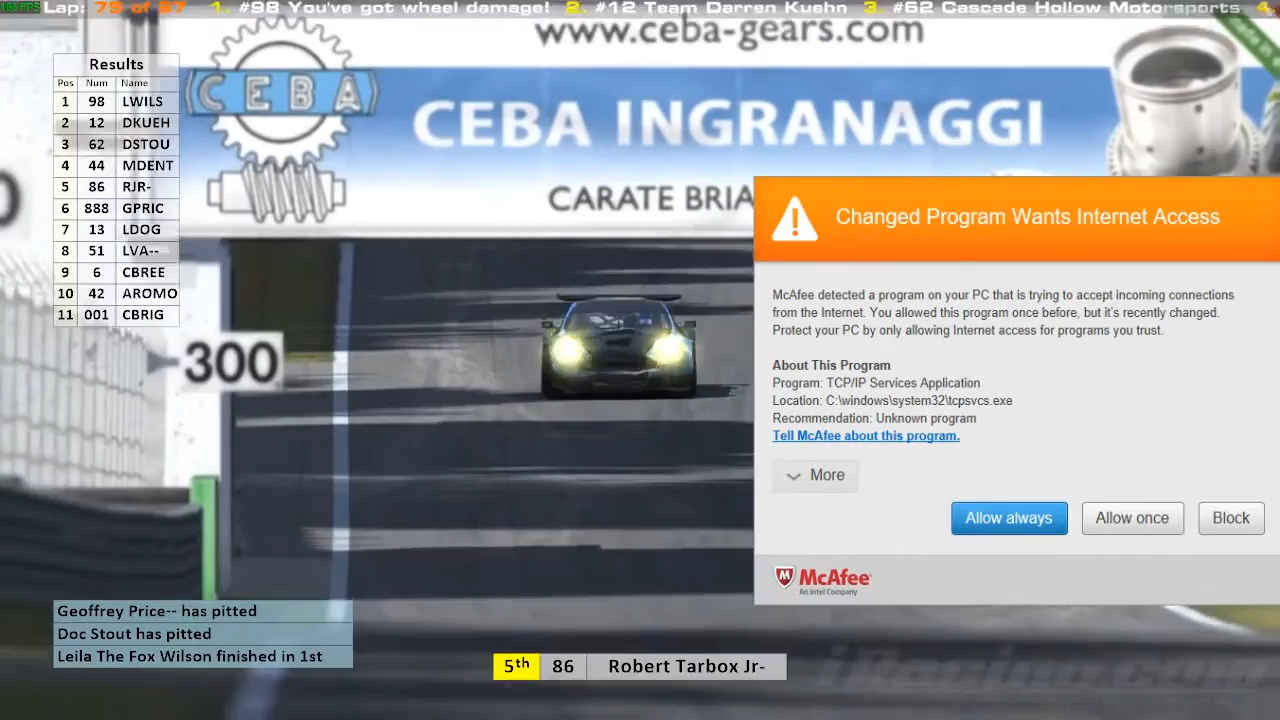 198 FPS Lap: 79 of 87 1. #98 You've got wheel damage! 2. #12 Team Darren Kuehn 3. #62 Cascade Hollow Motorsports 4.
www.ceba-gears.com
Made in
CEBA
CEBA INGRANAGGI
CARATE BRIA
Results
Pos Num Name
1 98 LWILS
2 12 DKUEH
3 62 DSTOU
4 44 MDENT
5 86 RJR-
6 888 GPRIC
7 13 LDOG
8 51 LVA--
9 6 CBREE
10 42 AROMO
11 001 CBRIG
0
300
Changed Program Wants Internet Access
McAfee detected a program on your PC that is trying to accept incoming connections
from the Internet. You allowed this program once before, but it's recently changed.
Protect your PC by only allowing Internet access for programs you trust.
About This Program
Program: TCP/IP Services Application
Location: C:\windows\system32\tcpsvcs.exe
Recommendation: Unknown program
Tell McAfee about this program.
More
Allow always Allow once Block
McAfee
An Intel Company
Geoffrey Price-- has pitted
Doc Stout has pitted
Leila The Fox Wilson finished in 1st
5th 86 Robert Tarbox Jr-
iRacing.com